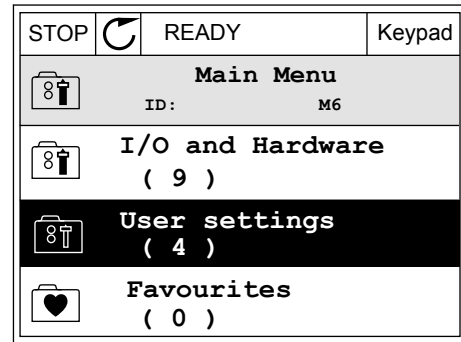 STOP READY Keypad
Main Menu
ID: M6
I/O and Hardware
( 9 )
User settings
( 4 )
Favourites
( 0 )